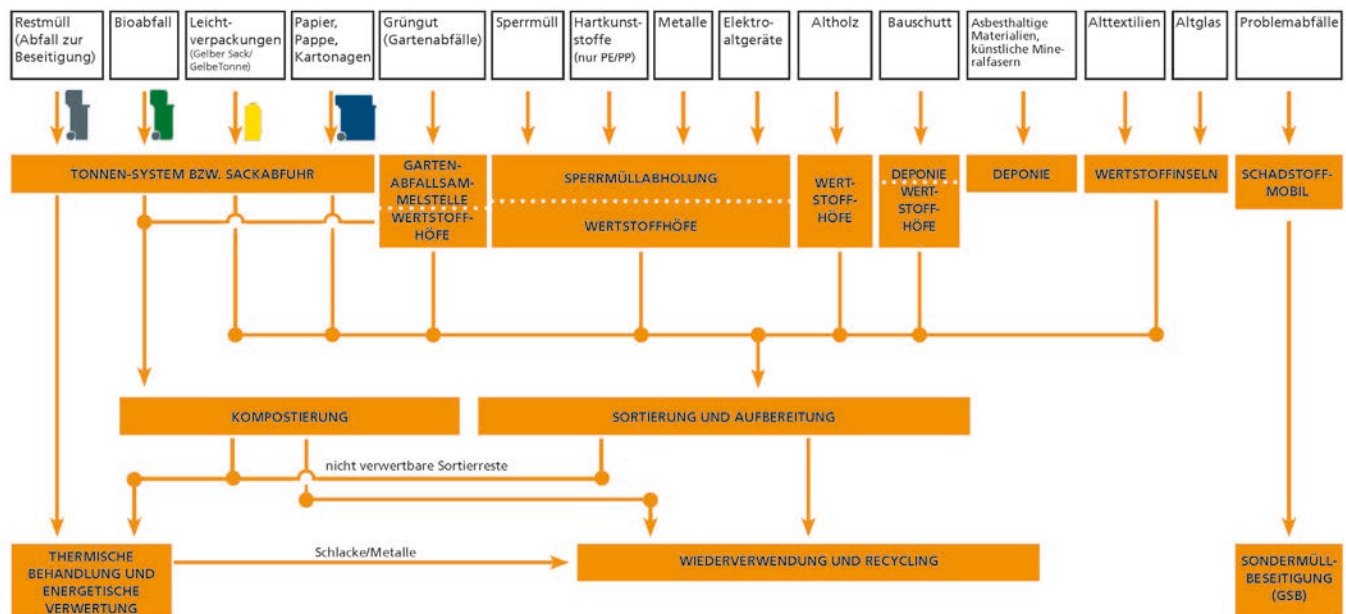 Restmüll
(Abfall zur
Beseitigung)
Bioabfall
Leicht-
verpackungen
(Gelber Sack/
GelbeTonne)
Papier,
Pappe,
Kartonagen
Grüngut
(Gartenabfälle)
Sperrmüll
Hartkunst-
stoffe
(nur PE/PP)
Metalle
Elektro-
altgeräte
Altholz
Bauschutt
Asbesthaltige
Materialien,
künstliche Mine-
ralfasern
Alttextilien
Altglas
Problemabfälle
TONNEN-SYSTEM BZW. SACKABFUHR
GARTEN-
ABFALLSAM-
MELSTELLE
WERTSTOFF-
HÖFE
SPERRMÜLLABHOLUNG
WERTSTOFFHÖFE
WERT-
STOFF-
HÖFE
DEPONIE
WERT-
STOFF-
HÖFE
DEPONIE
WERTSTOFFINSELN
SCHADSTOFF-
MOBIL
KOMPOSTIERUNG
SORTIERUNG UND AUFBEREITUNG
nicht verwertbare Sortierreste
THERMISCHE
BEHANDLUNG UND
ENERGETISCHE
VERWERTUNG
Schlacke/Metalle
WIEDERVERWENDUNG UND RECYCLING
SONDERMÜLL-
BESEITIGUNG
(GSB)